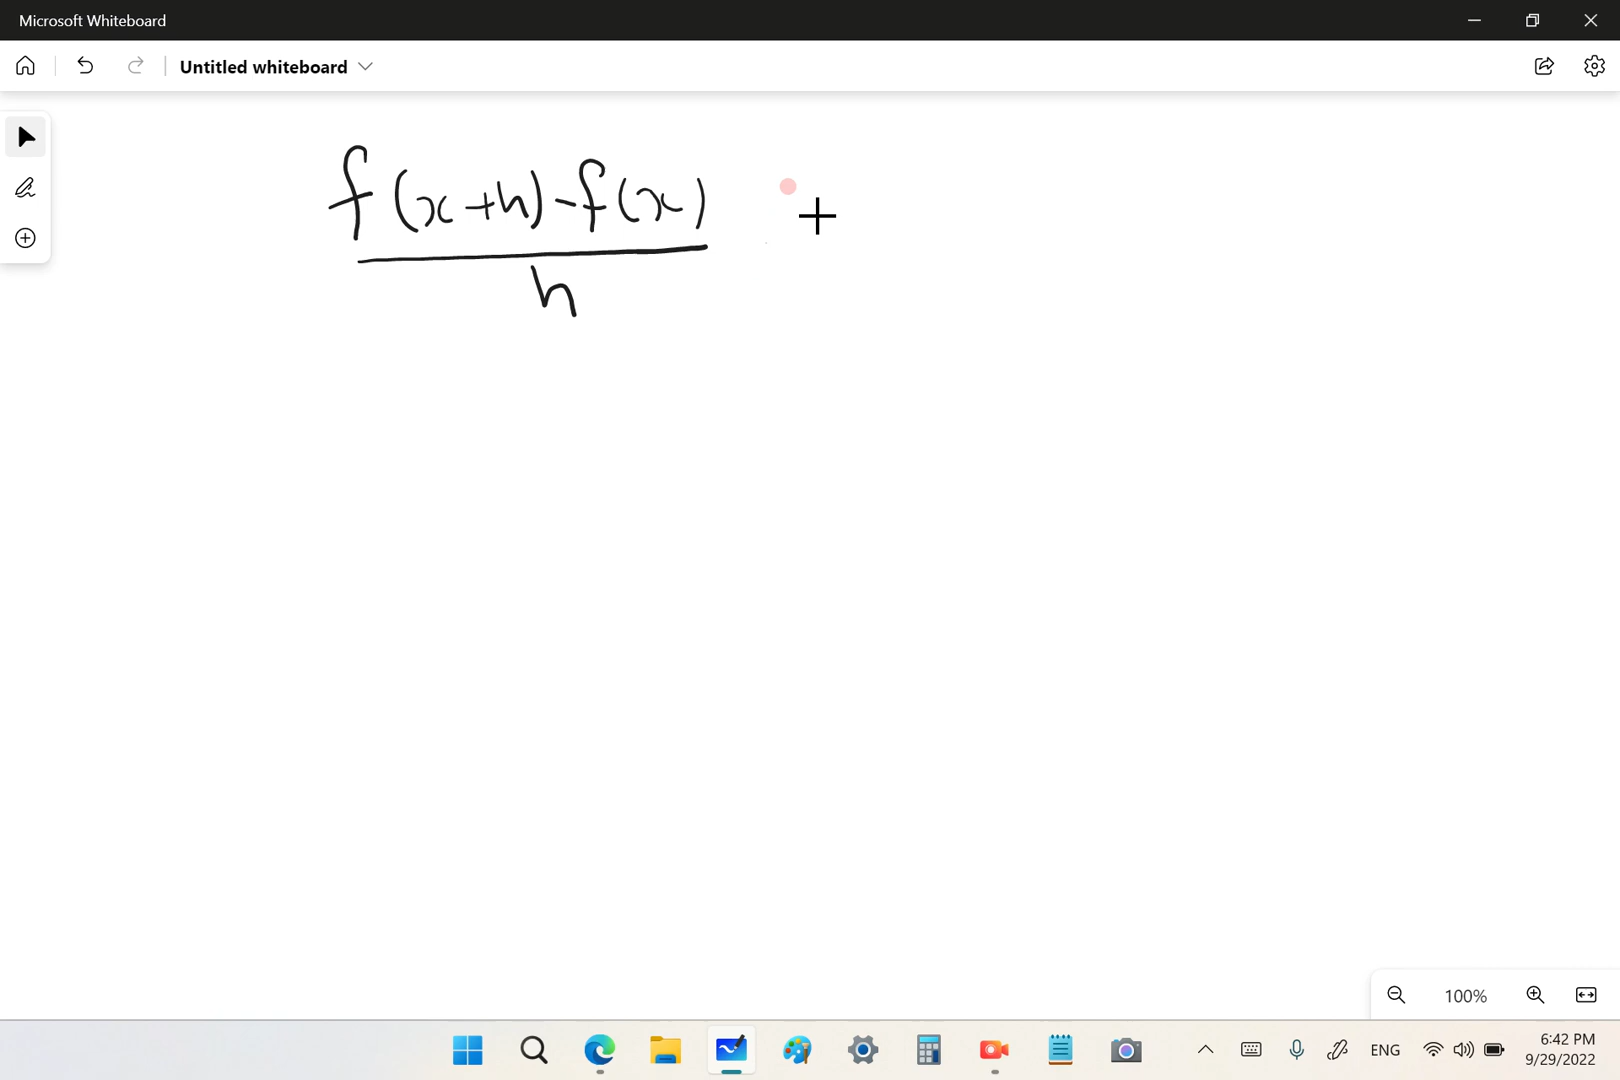 Microsoft Whiteboard
Untitled whiteboard
f(x+h)-f(x)
h
100%
ENG
6:42 PM
9/29/2022